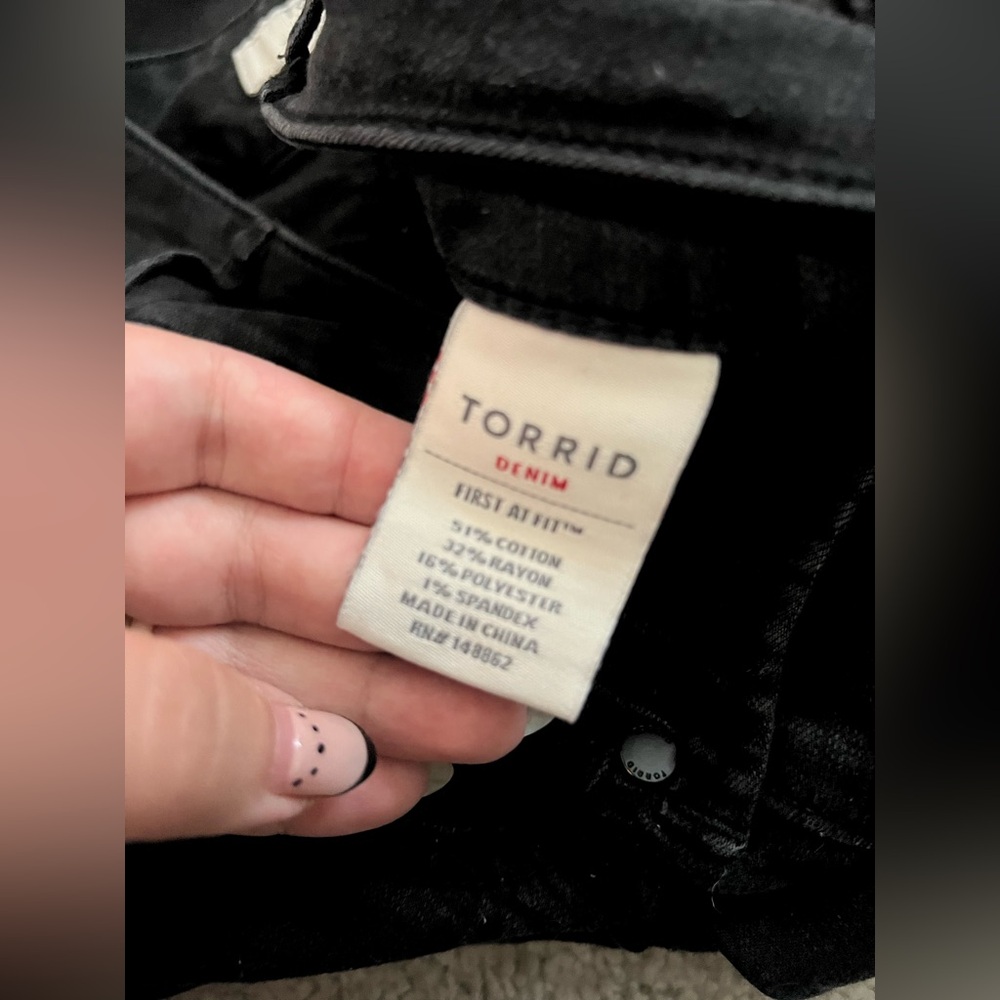 TORRID
DENIM
FIRST AT FIT™
51% COTTON
32% RAYON
16% POLYESTER
1% SPANDEX
MADE IN CHINA
RN# 148862
TORRID